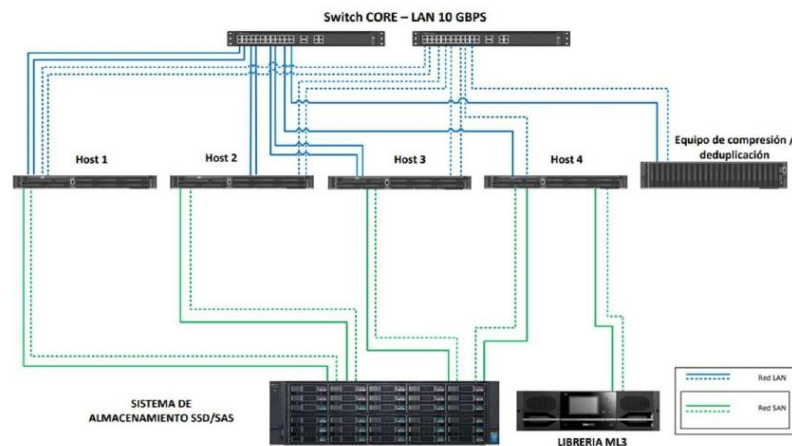 Switch CORE – LAN 10 GBPS
Host 1
Host 2
Host 3
Host 4
Equipo de compresión /
deduplicación
SISTEMA DE
ALMACENAMIENTO SSD/SAS
LIBRERIA ML3
Red LAN
Red SAN